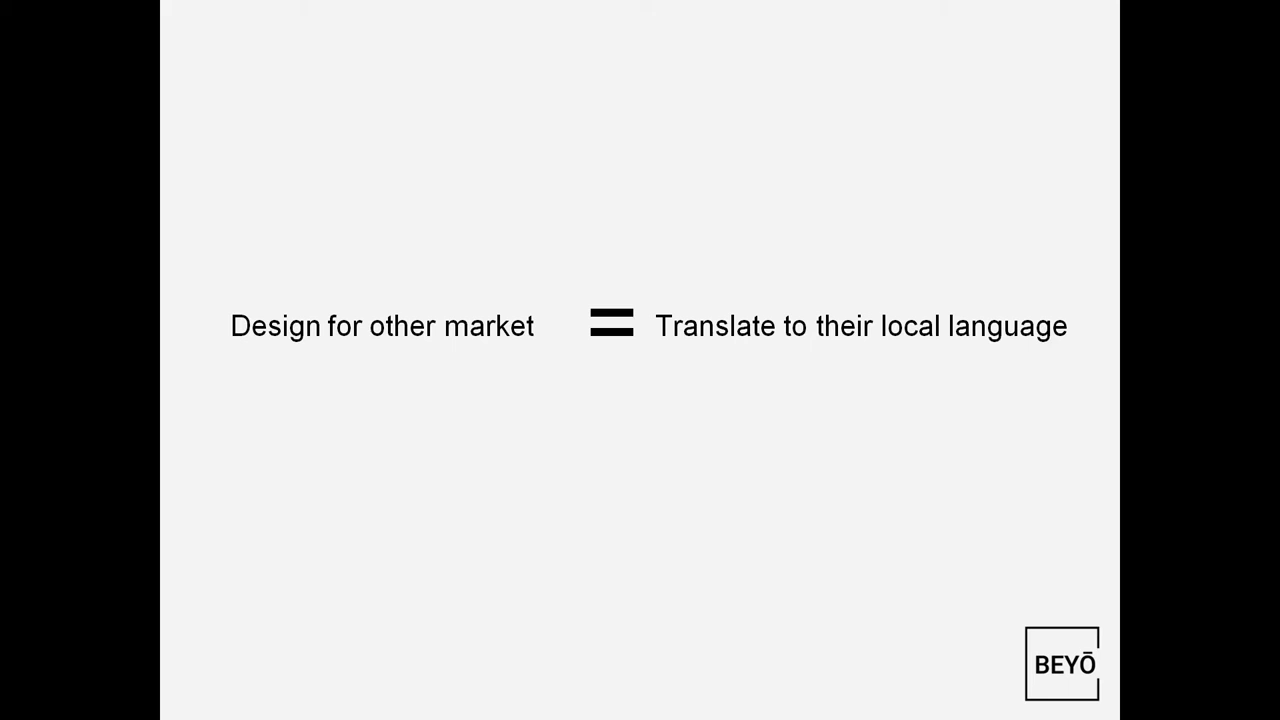 Design for other market = Translate to their local language
BEYŌ